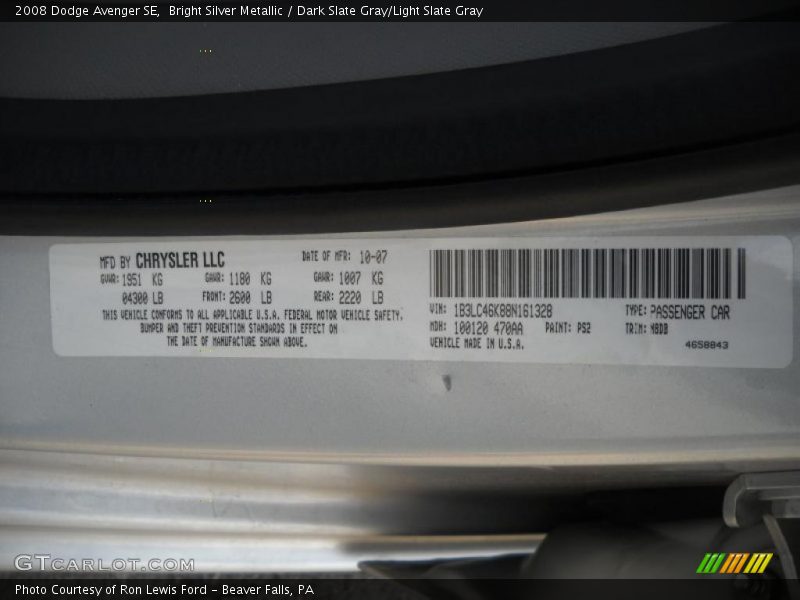 2008 Dodge Avenger SE, Bright Silver Metallic / Dark Slate Gray/Light Slate Gray
MFD BY CHRYSLER LLC
DATE OF MFR: 10-07
GVWR: 1951 KG
GAWR: 1180 KG
GAWR: 1007 KG
04300 LB
FRONT: 2600 LB
REAR: 2220 LB
THIS VEHICLE CONFORMS TO ALL APPLICABLE U.S.A. FEDERAL MOTOR VEHICLE SAFETY,
BUMPER AND THEFT PREVENTION STANDARDS IN EFFECT ON
THE DATE OF MANUFACTURE SHOWN ABOVE.
VIN: 1B3LC46K88N161328
TYPE: PASSENGER CAR
MDH: 100120 470AA
PAINT: PS2
TRIM: M8DB
VEHICLE MADE IN U.S.A.
4658843
GTCARLOT.COM
Photo Courtesy of Ron Lewis Ford - Beaver Falls, PA